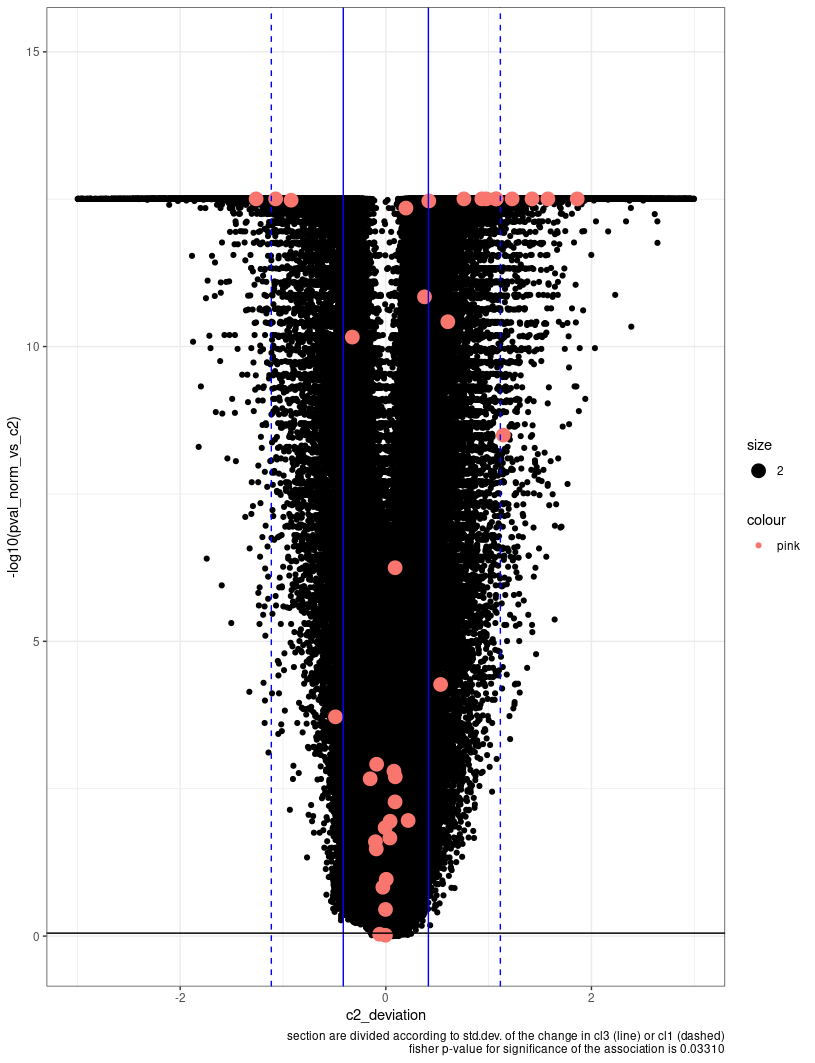 15
10
5
0
-log10(pval_norm_vs_c2)
-2
0
2
c2_deviation
size
2
colour
pink
section are divided according to std.dev. of the change in cl3 (line) or cl1 (dashed)
fisher p-value for significance of the association is 0.03310